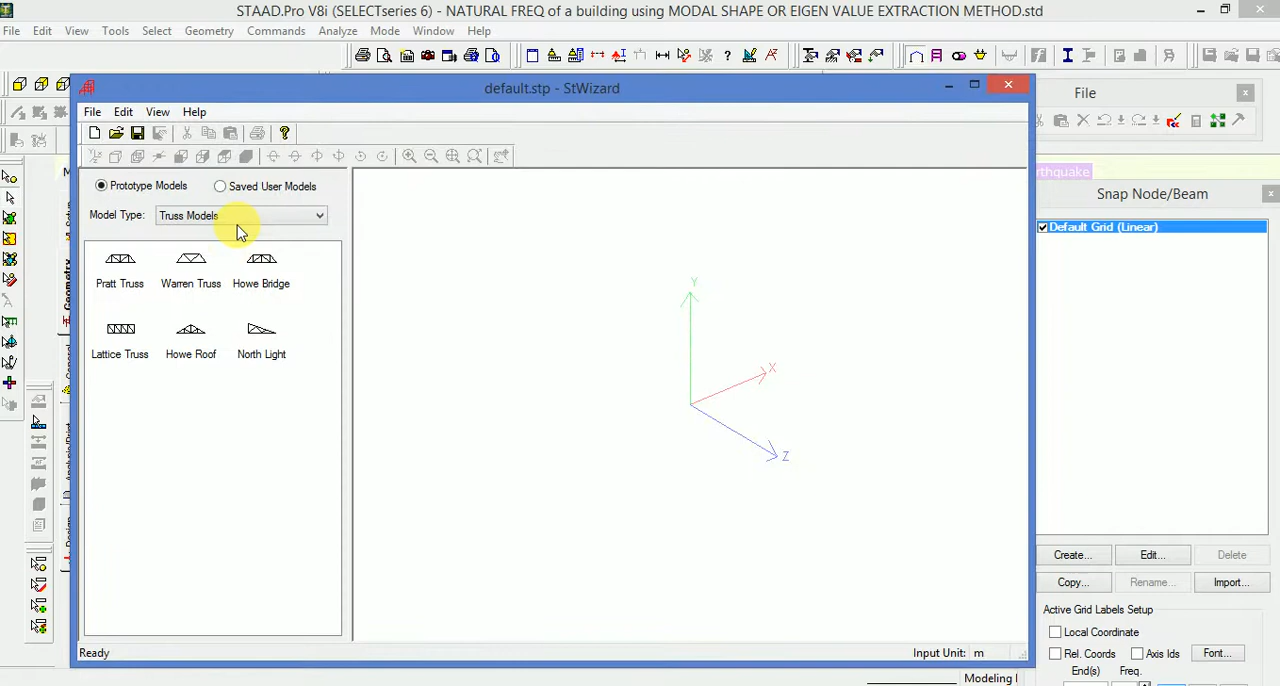 STAAD.Pro V8i (SELECTseries 6) - NATURAL FREQ of a building using MODAL SHAPE OR EIGEN VALUE EXTRACTION METHOD.std
File Edit View Tools Select Geometry Commands Analyze Mode Window Help
default.stp - StWizard
File
File Edit View Help
Prototype Models Saved User Models
rthquake
Snap Node/Beam
Model Type: Truss Models
Default Grid (Linear)
Pratt Truss Warren Truss Howe Bridge
Lattice Truss Howe Roof North Light
Y
X
Z
Geometry
Create... Edit... Delete
Copy... Rename... Import...
Active Grid Labels Setup
Local Coordinate
Rel. Coords Axis Ids Font...
End(s) Freq.
Ready Input Unit: m
Modeling